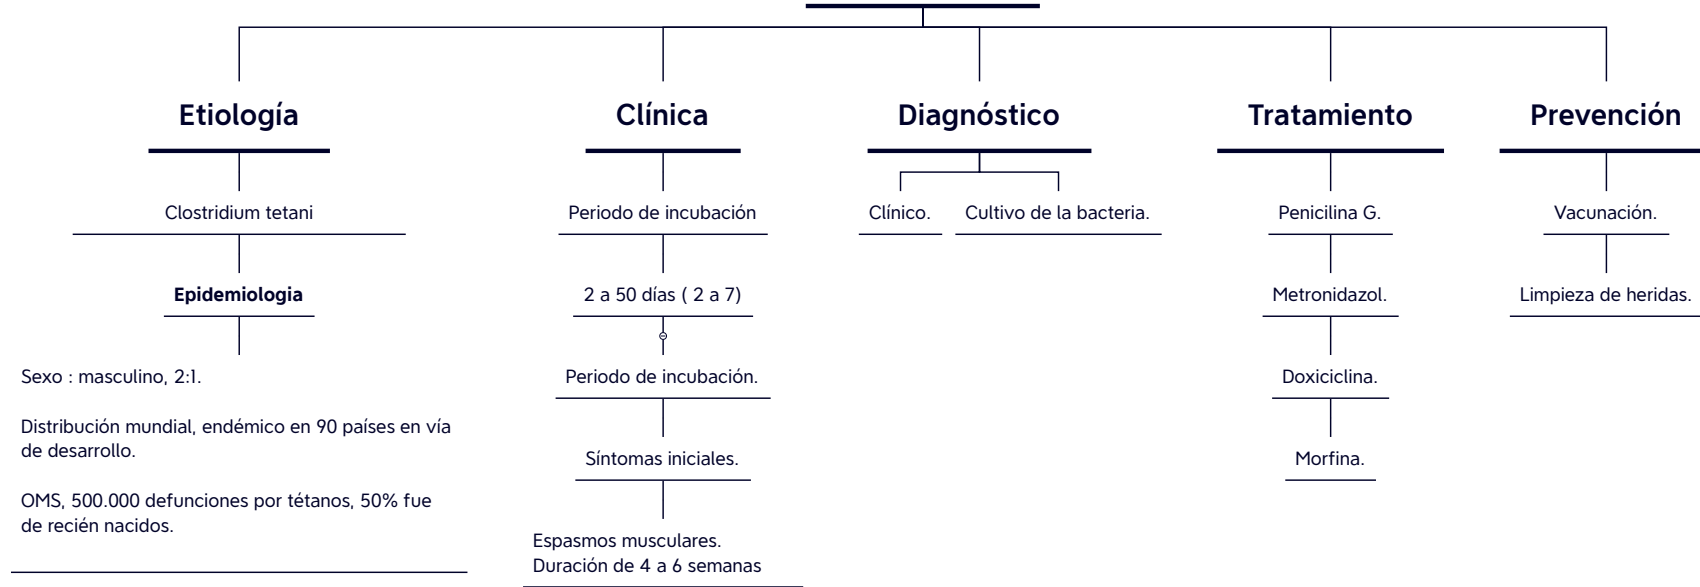 Etiología
Clostridium tetani
Epidemiologia
Sexo : masculino, 2:1.
Distribución mundial, endémico en 90 países en vía
de desarrollo.
OMS, 500.000 defunciones por tétanos, 50% fue
de recién nacidos.
Clínica
Periodo de incubación
2 a 50 días ( 2 a 7)
Periodo de incubación.
Síntomas iniciales.
Espasmos musculares.
Duración de 4 a 6 semanas
Diagnóstico
Clínico.
Cultivo de la bacteria.
Tratamiento
Penicilina G.
Metronidazol.
Doxiciclina.
Morfina.
Prevención
Vacunación.
Limpieza de heridas.